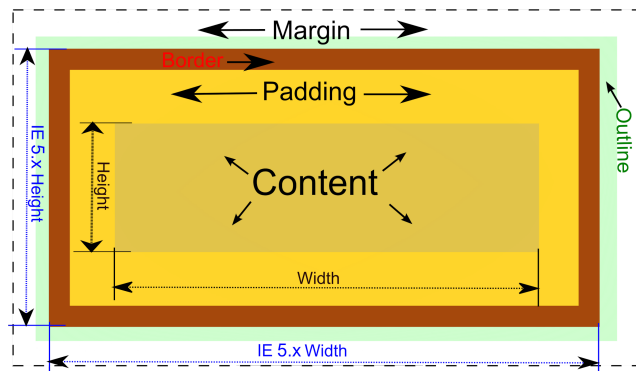 Margin
Border
Padding
Outline
IE 5.x Height
Height
Content
Width
IE 5.x Width